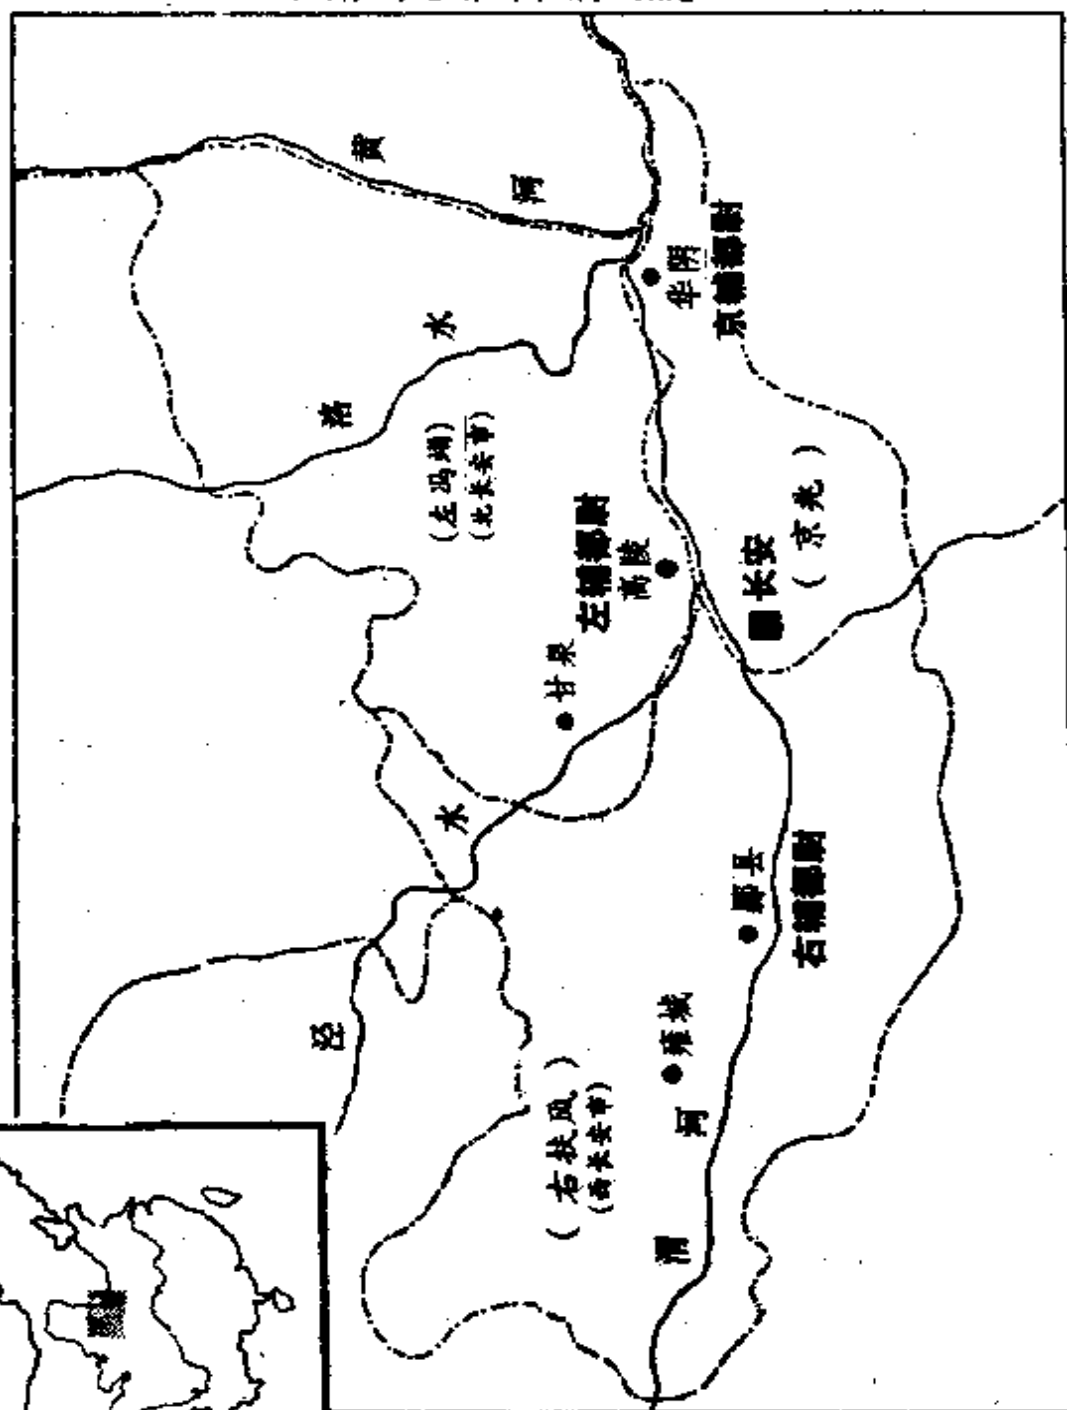 黄河
洛水
华阴
京辅都尉
(左冯翊)
(北长安市)
(京兆)
左辅都尉
高陵
长安
甘泉
泾水
郿县
右辅都尉
雍城
(右扶风)
(西长安市)
渭河